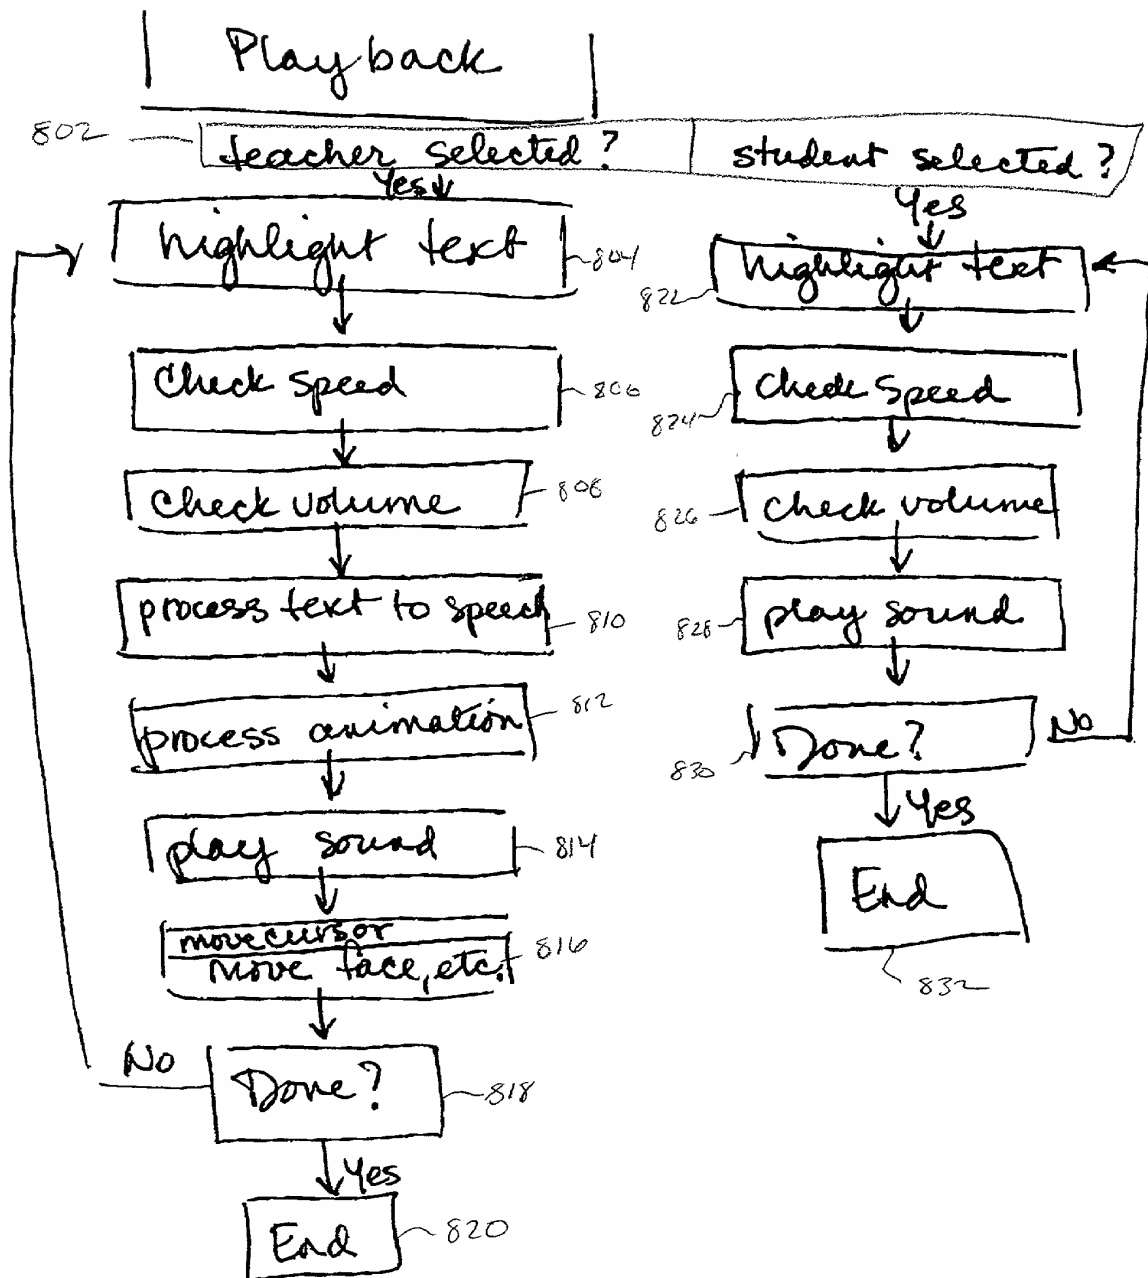 Playback
802 teacher selected? student selected?
Yes
highlight text 804
Check speed 806
Check volume 808
process text to speech 810
process animation 812
play sound 814
move cursor
move face, etc. 816
No Done? 818
Yes
End 820
Yes
highlight text
822
Check speed
824
826 check volume
828 play sound
Done? No
830
Yes
End
832